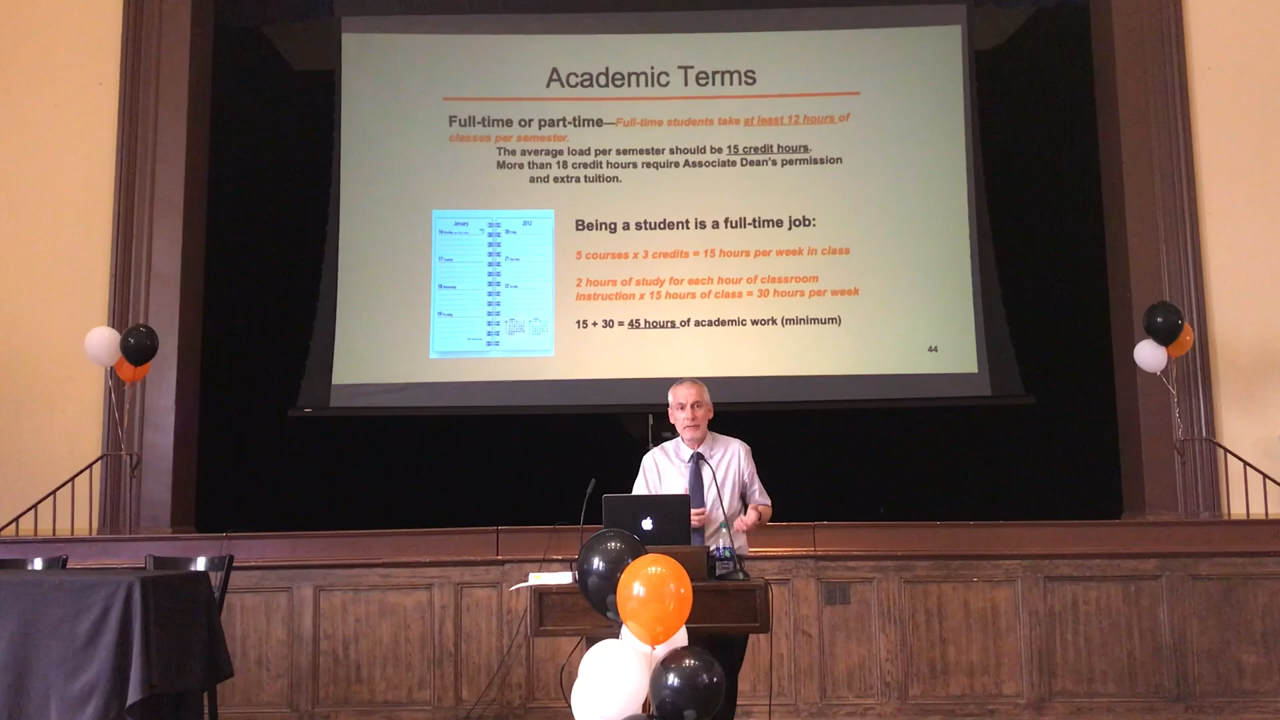 Academic Terms
Full-time or part-time—Full-time students take at least 12 hours of
classes per semester.
The average load per semester should be 15 credit hours.
More than 18 credit hours require Associate Dean's permission
and extra tuition.
January 2012
Being a student is a full-time job:
5 courses x 3 credits = 15 hours per week in class
2 hours of study for each hour of classroom
instruction x 15 hours of class = 30 hours per week
15 + 30 = 45 hours of academic work (minimum)
44